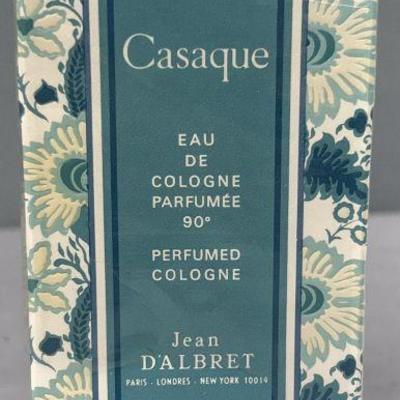 Casaque
EAU
DE
COLOGNE
PARFUMÉE
90°
PERFUMED
COLOGNE
Jean
D'ALBRET
PARIS - LONDRES - NEW YORK 10019